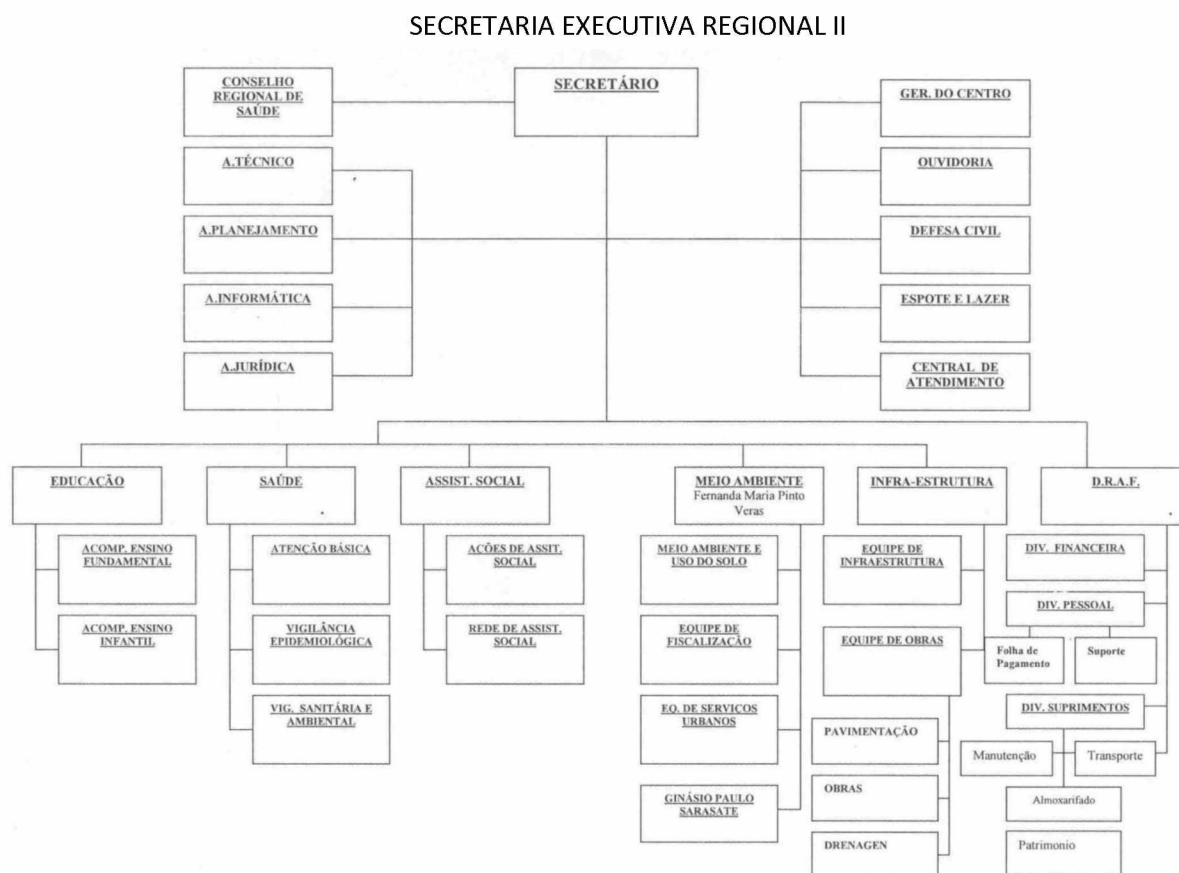 SECRETARIA EXECUTIVA REGIONAL II
CONSELHO
REGIONAL DE
SAÚDE
SECRETÁRIO
GER. DO CENTRO
A.TÉCNICO
OUVIDORIA
A.PLANEJAMENTO
DEFESA CIVIL
A.INFORMÁTICA
ESPOTE E LAZER
A.JURÍDICA
CENTRAL DE
ATENDIMENTO
EDUCAÇÃO
SAÚDE
ASSIST. SOCIAL
MEIO AMBIENTE
Fernanda Maria Pinto
Veras
INFRA-ESTRUTURA
D.R.A.F.
ACOMP. ENSINO
FUNDAMENTAL
ATENÇÃO BÁSICA
AÇÕES DE ASSIT.
SOCIAL
MEIO AMBIENTE E
USO DO SOLO
EQUIPE DE
INFRAESTRUTURA
DIV. FINANCEIRA
DIV. PESSOAL
ACOMP. ENSINO
INFANTIL
VIGILÂNCIA
EPIDEMIOLÓGICA
REDE DE ASSIST.
SOCIAL
EQUIPE DE
FISCALIZAÇÃO
EQUIPE DE OBRAS
Folha de
Pagamento
Suporte
VIG. SANITÁRIA E
AMBIENTAL
EQ. DE SERVIÇOS
URBANOS
DIV. SUPRIMENTOS
PAVIMENTAÇÃO
Manutenção
Transporte
GINÁSIO PAULO
SARASATE
OBRAS
Almoxarifado
DRENAGEN
Patrimonio